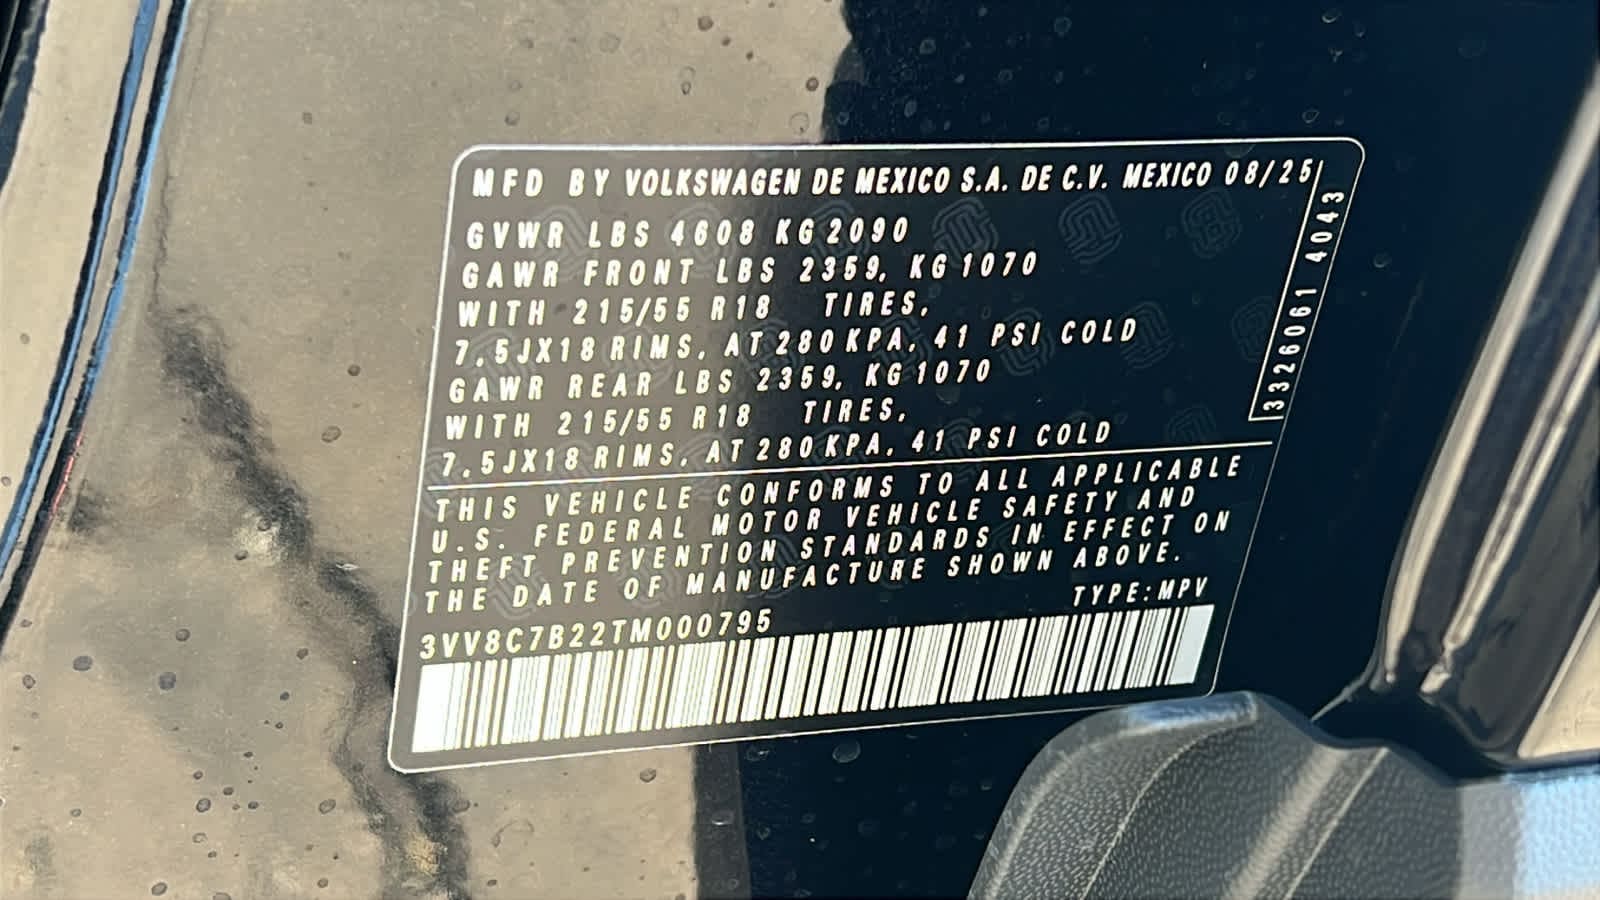 MFD BY VOLKSWAGEN DE MEXICO S.A. DE C.V. MEXICO 08/25
GVWR LBS 4608 KG 2090
GAWR FRONT LBS 2359, KG 1070
WITH 215/55 R18 TIRES,
7,5JX18 RIMS, AT 280 KPA, 41 PSI COLD
GAWR REAR LBS 2359, KG 1070
WITH 215/55 R18 TIRES,
7,5JX18 RIMS, AT 280 KPA, 41 PSI COLD
3326061 4043
THIS VEHICLE CONFORMS TO ALL APPLICABLE
U.S. FEDERAL MOTOR VEHICLE SAFETY AND
THEFT PREVENTION STANDARDS IN EFFECT ON
THE DATE OF MANUFACTURE SHOWN ABOVE.
TYPE:MPV
3VV8C7B22TM000795